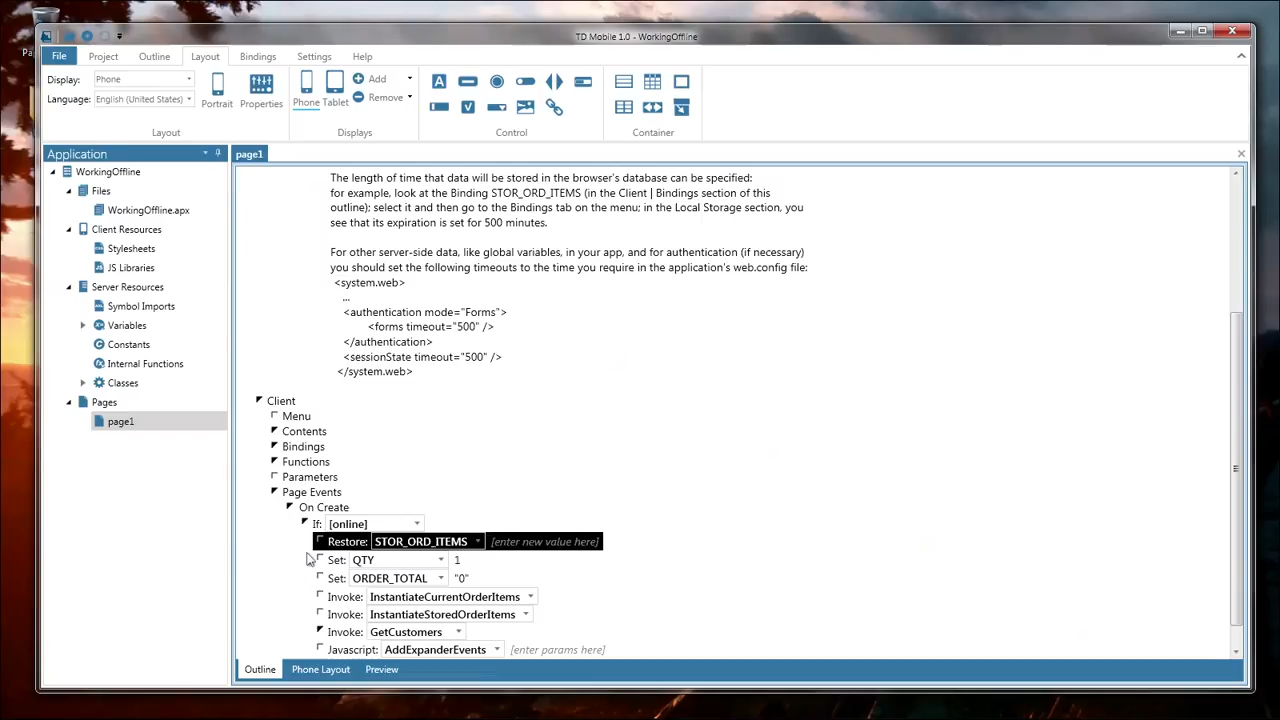 TD Mobile 1.0 - WorkingOffline
File Project Outline Layout Bindings Settings Help
Display: Phone
Language: English (United States)
Portrait Properties
Phone Tablet
Add
Remove
Layout Displays Control Container
Application
page1
WorkingOffline
Files
WorkingOffline.apx
Client Resources
Stylesheets
JS Libraries
Server Resources
Symbol Imports
Variables
Constants
Internal Functions
Classes
Pages
page1
The length of time that data will be stored in the browser's database can be specified:
for example, look at the Binding STOR_ORD_ITEMS (in the Client | Bindings section of this
outline); select it and then go to the Bindings tab on the menu; in the Local Storage section, you
see that its expiration is set for 500 minutes.
For other server-side data, like global variables, in your app, and for authentication (if necessary)
you should set the following timeouts to the time you require in the application's web.config file:
<system.web>
...
<authentication mode="Forms">
<forms timeout="500" />
</authentication>
<sessionState timeout="500" />
</system.web>
Client
Menu
Contents
Bindings
Functions
Parameters
Page Events
On Create
If: [online]
Restore: STOR_ORD_ITEMS [enter new value here]
Set: QTY 1
Set: ORDER_TOTAL "0"
Invoke: InstantiateCurrentOrderItems
Invoke: InstantiateStoredOrderItems
Invoke: GetCustomers
Javascript: AddExpanderEvents [enter params here]
Outline Phone Layout Preview